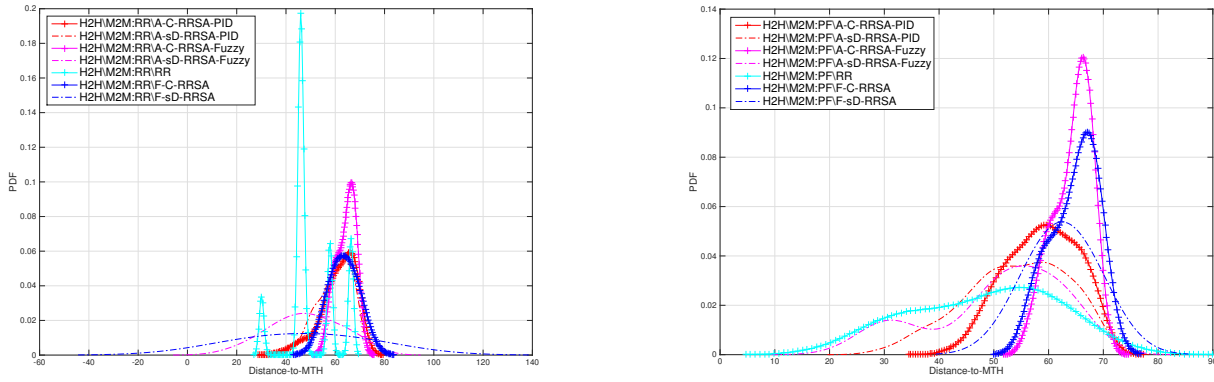 0.2
0.18
0.16
0.14
0.12
0.1
0.08
0.06
0.04
0.02
0
PDF
H2H\M2M:RR\A-C-RRSA-PID
H2H\M2M:RR\A-sD-RRSA-PID
H2H\M2M:RR\A-C-RRSA-Fuzzy
H2H\M2M:RR\A-sD-RRSA-Fuzzy
H2H\M2M:RR\RR
H2H\M2M:RR\F-C-RRSA
H2H\M2M:RR\F-sD-RRSA
-60 -40 -20 0 20 40 60 80 100 120 140
Distance-to-MTH
0.14
0.12
0.1
0.08
0.06
0.04
0.02
0
PDF
H2H\M2M:PF\A-C-RRSA-PID
H2H\M2M:PF\A-sD-RRSA-PID
H2H\M2M:PF\A-C-RRSA-Fuzzy
H2H\M2M:PF\A-sD-RRSA-Fuzzy
H2H\M2M:PF\RR
H2H\M2M:PF\F-C-RRSA
H2H\M2M:PF\F-sD-RRSA
0 10 20 30 40 50 60 70 80 90
Distance-to-MTH